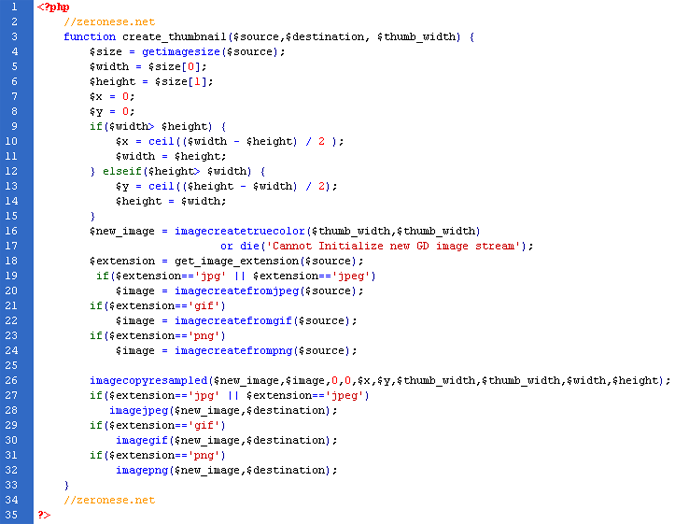 1 <?php
2 //zeronese.net
3 function create_thumbnail($source,$destination, $thumb_width) {
4 $size = getimagesize($source);
5 $width = $size[0];
6 $height = $size[1];
7 $x = 0;
8 $y = 0;
9 if($width> $height) {
10 $x = ceil(($width - $height) / 2 );
11 $width = $height;
12 } elseif($height> $width) {
13 $y = ceil(($height - $width) / 2);
14 $height = $width;
15 }
16 $new_image = imagecreatetruecolor($thumb_width,$thumb_width)
17 or die('Cannot Initialize new GD image stream');
18 $extension = get_image_extension($source);
19 if($extension=='jpg' || $extension=='jpeg')
20 $image = imagecreatefromjpeg($source);
21 if($extension=='gif')
22 $image = imagecreatefromgif($source);
23 if($extension=='png')
24 $image = imagecreatefrompng($source);
25
26 imagecopyresampled($new_image,$image,0,0,$x,$y,$thumb_width,$thumb_width,$width,$height);
27 if($extension=='jpg' || $extension=='jpeg')
28 imagejpeg($new_image,$destination);
29 if($extension=='gif')
30 imagegif($new_image,$destination);
31 if($extension=='png')
32 imagepng($new_image,$destination);
33 }
34 //zeronese.net
35 ?>